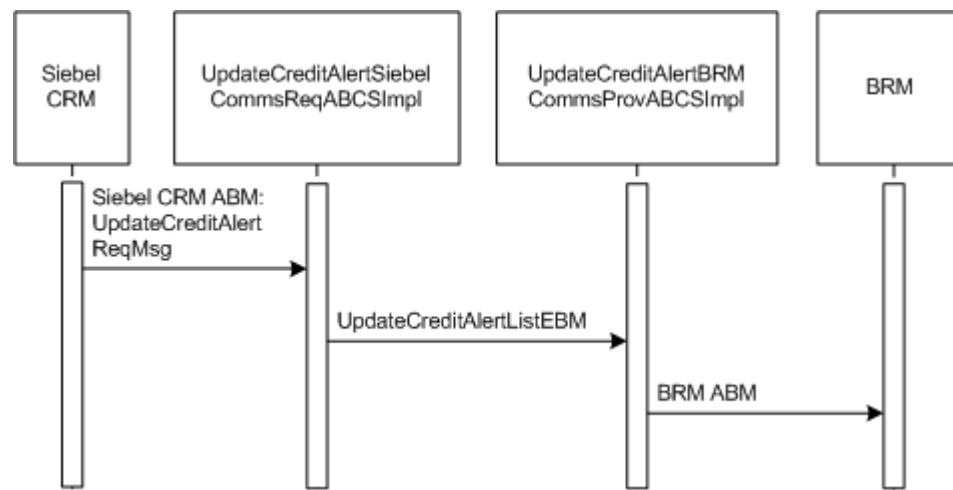 Siebel
CRM
UpdateCreditAlertSiebel
CommsReqABCSImpl
UpdateCreditAlertBRM
CommsProvABCSImpl
BRM
Siebel CRM ABM:
UpdateCreditAlert
ReqMsg
UpdateCreditAlertListEBM
BRM ABM